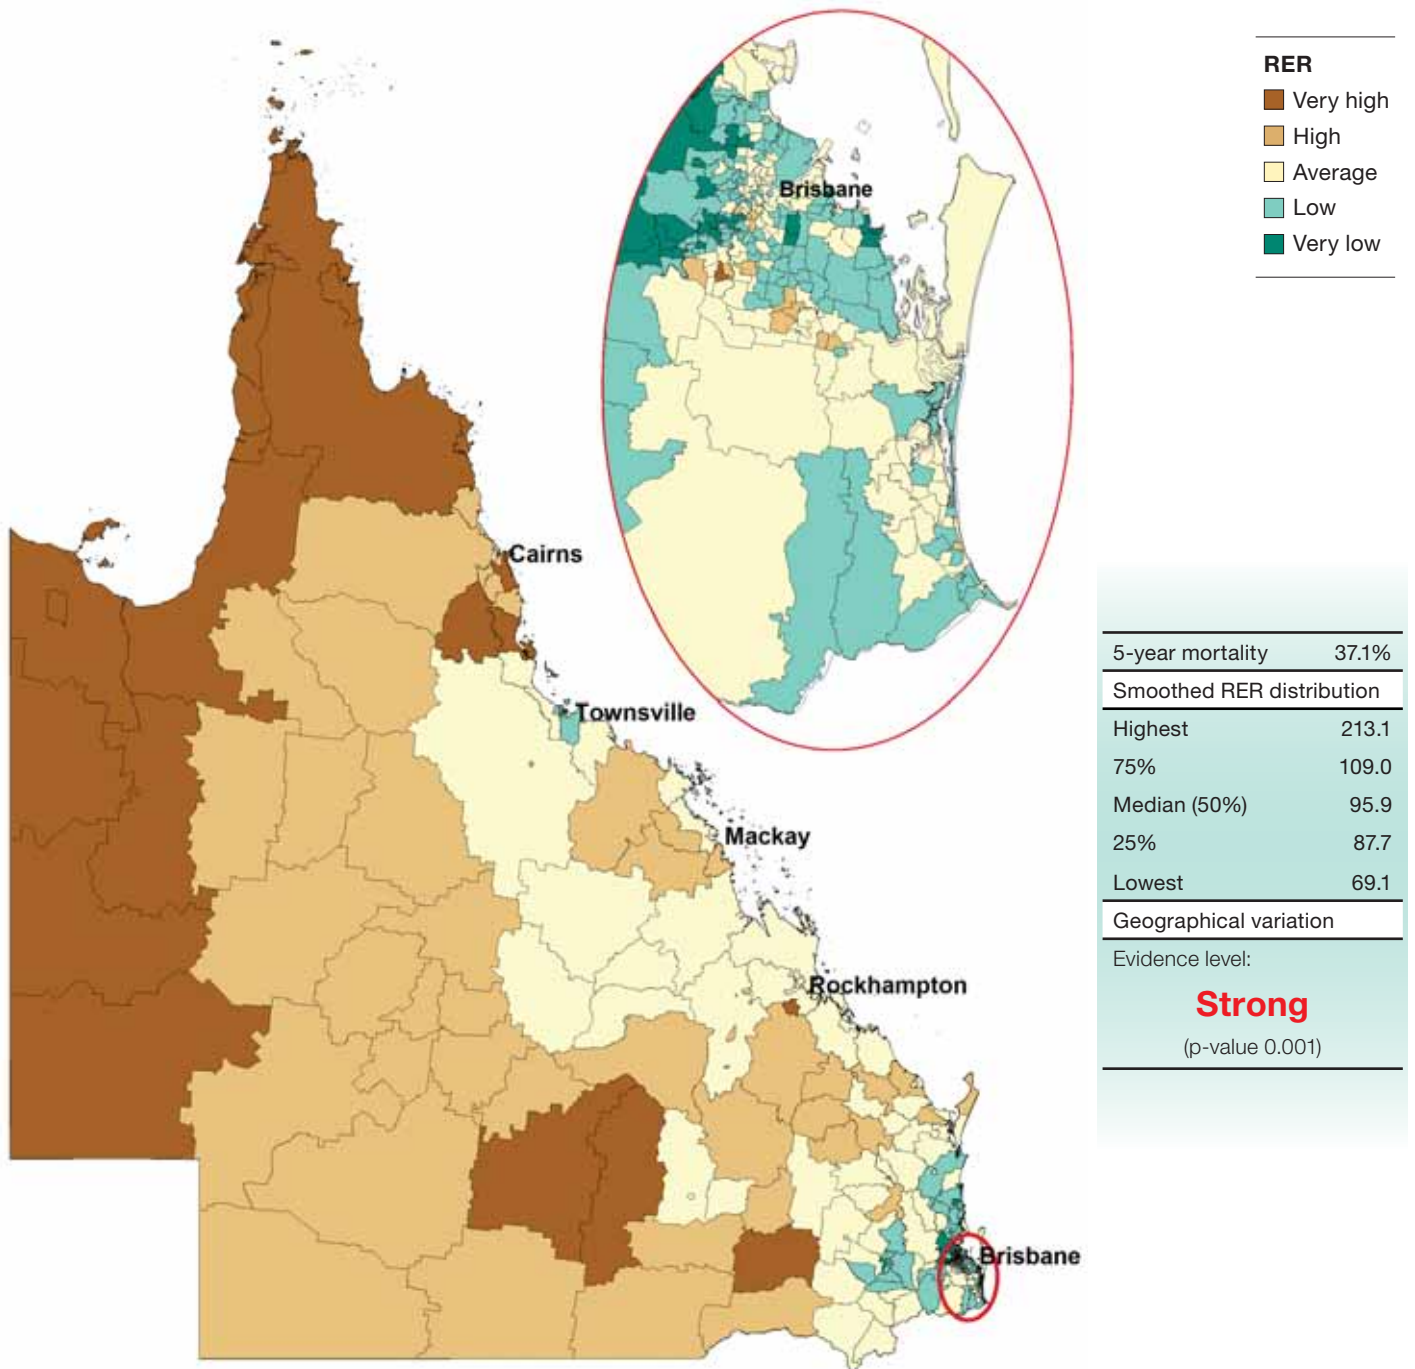 RER
Very high
High
Average
Low
Very low
Brisbane
Cairns
Townsville
Mackay
Rockhampton
Brisbane
5-year mortality 37.1%
Smoothed RER distribution
Highest 213.1
75% 109.0
Median (50%) 95.9
25% 87.7
Lowest 69.1
Geographical variation
Evidence level:
Strong
(p-value 0.001)